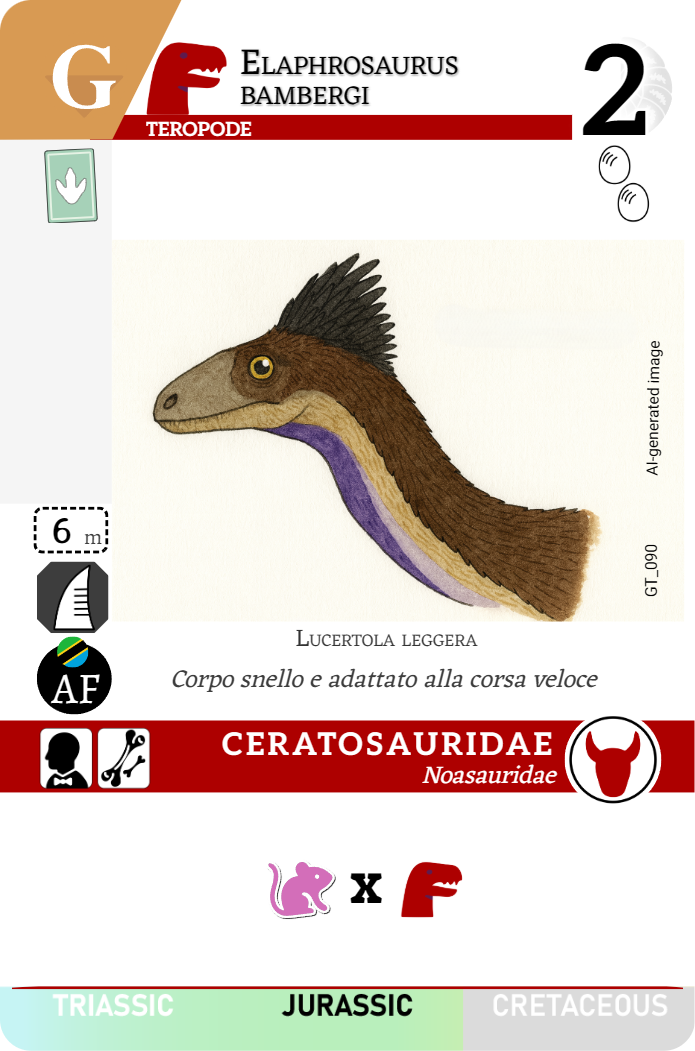 G
ELAPHROSAURUS
BAMBERGI
2
TEROPODE
AI-generated image
GT_090
6 m
AF
LUCERTOLA LEGGERA
Corpo snello e adattato alla corsa veloce
CERATOSAURIDAE
Noasauridae
X
TRIASSIC JURASSIC CRETACEOUS